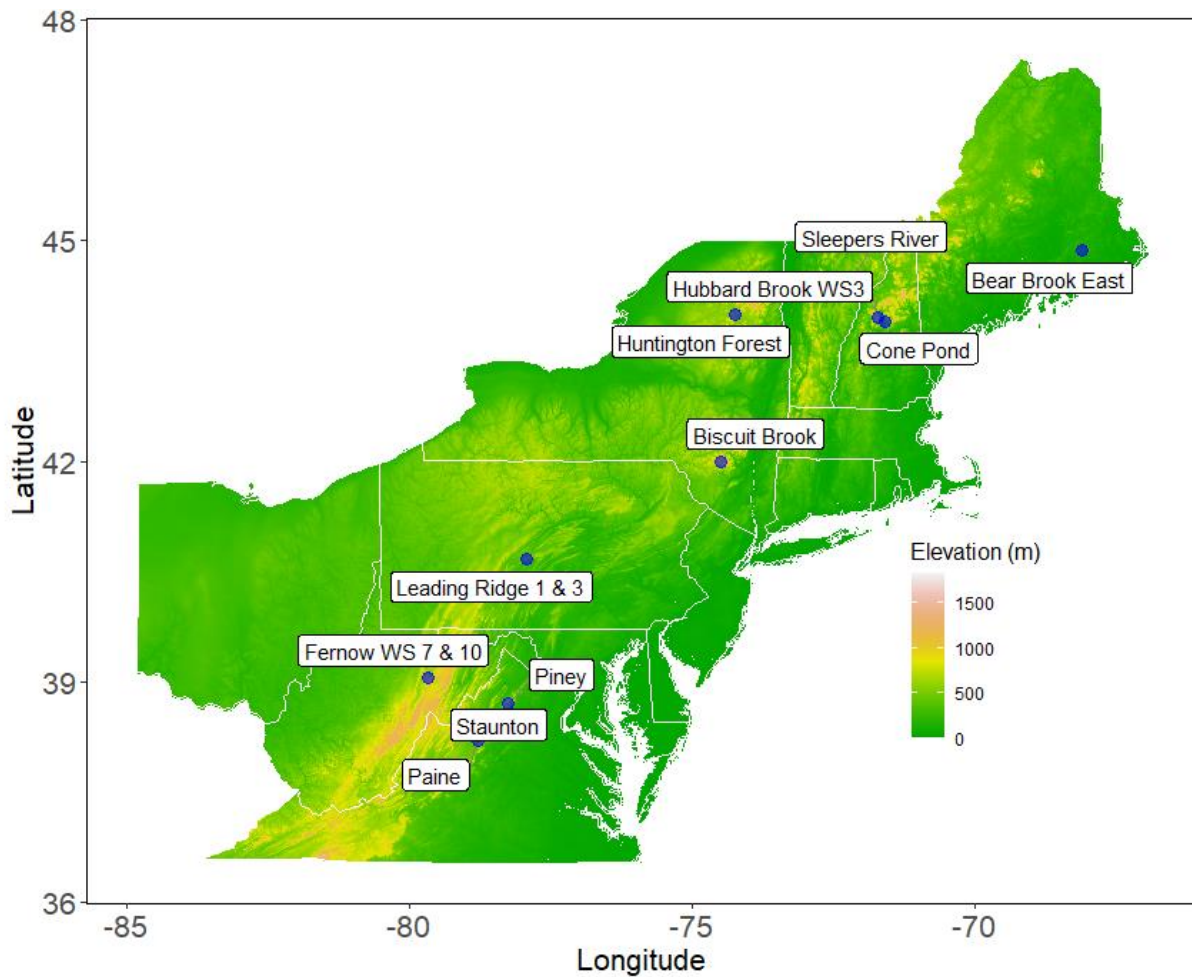 48
45
42
39
36
Latitude
Sleepers River
Hubbard Brook WS3
Bear Brook East
Huntington Forest
Cone Pond
Biscuit Brook
Leading Ridge 1 & 3
Fernow WS 7 & 10
Piney
Staunton
Paine
Elevation (m)
1500
1000
500
0
-85
-80
-75
-70
Longitude